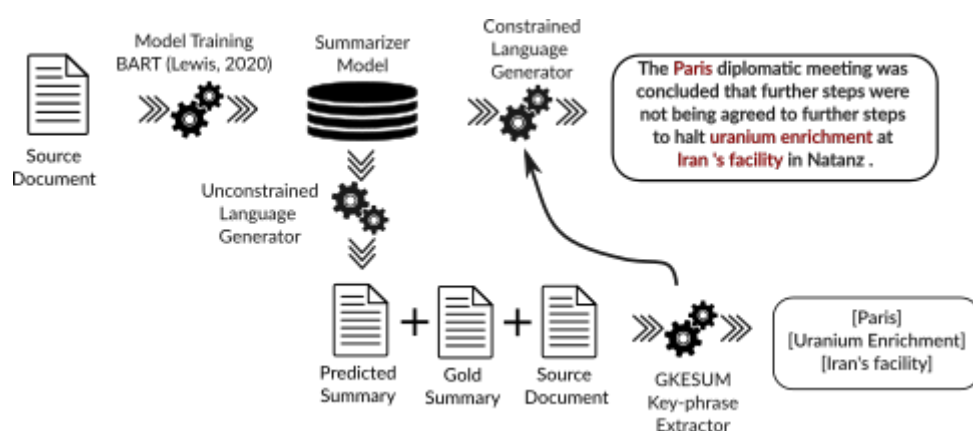 Model Training
BART (Lewis, 2020)
Summarizer
Model
Constrained
Language
Generator
The Paris diplomatic meeting was
concluded that further steps were
not being agreed to further steps
to halt uranium enrichment at
Iran 's facility in Natanz .
Source
Document
Unconstrained
Language
Generator
Predicted
Summary
Gold
Summary
Source
Document
GKESUM
Key-phrase
Extractor
[Paris]
[Uranium Enrichment]
[Iran's facility]